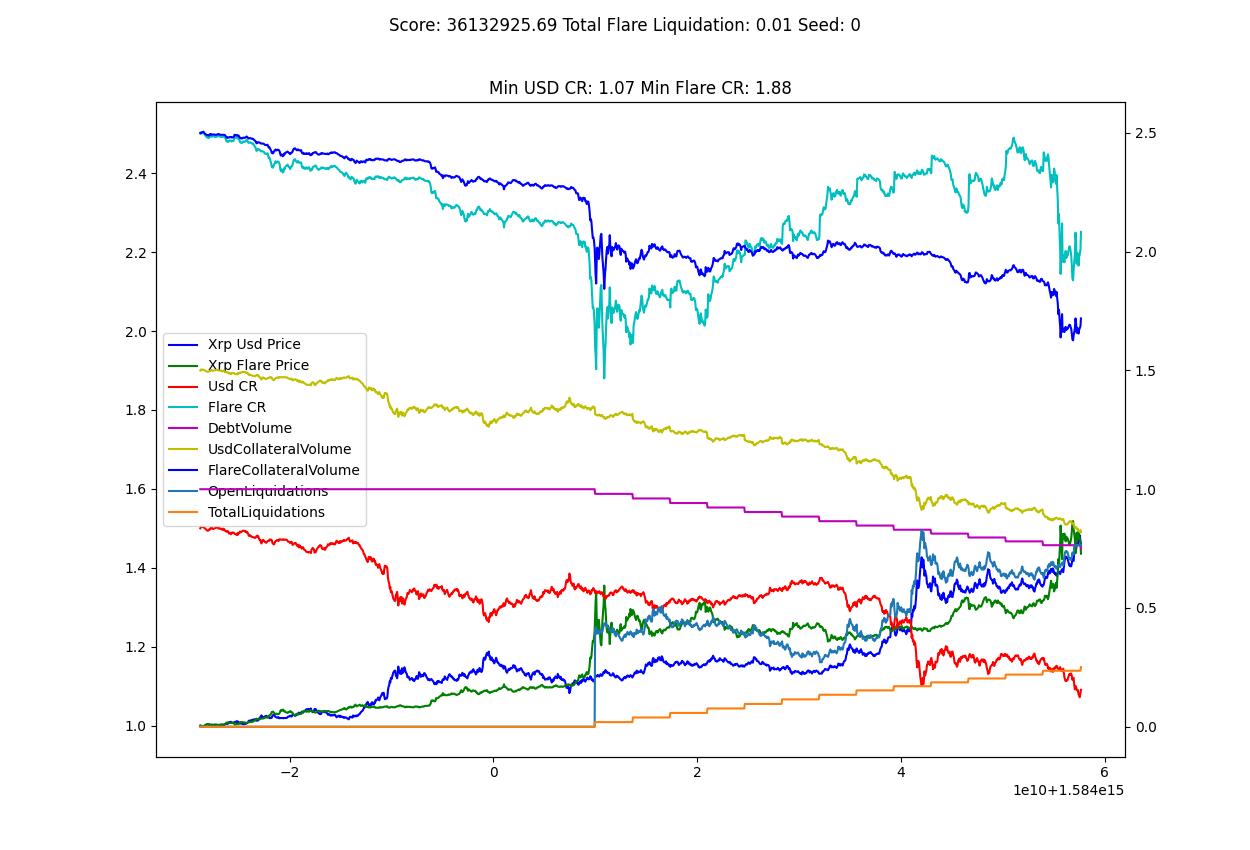 Score: 36132925.69 Total Flare Liquidation: 0.01 Seed: 0
Min USD CR: 1.07 Min Flare CR: 1.88
2.4
2.2
2.0
1.8
1.6
1.4
1.2
1.0
Xrp Usd Price
Xrp Flare Price
Usd CR
Flare CR
DebtVolume
UsdCollateralVolume
FlareCollateralVolume
OpenLiquidations
TotalLiquidations
2.5
2.0
1.5
1.0
0.5
0.0
−2 0 2 4 6
1e10+1.584e15